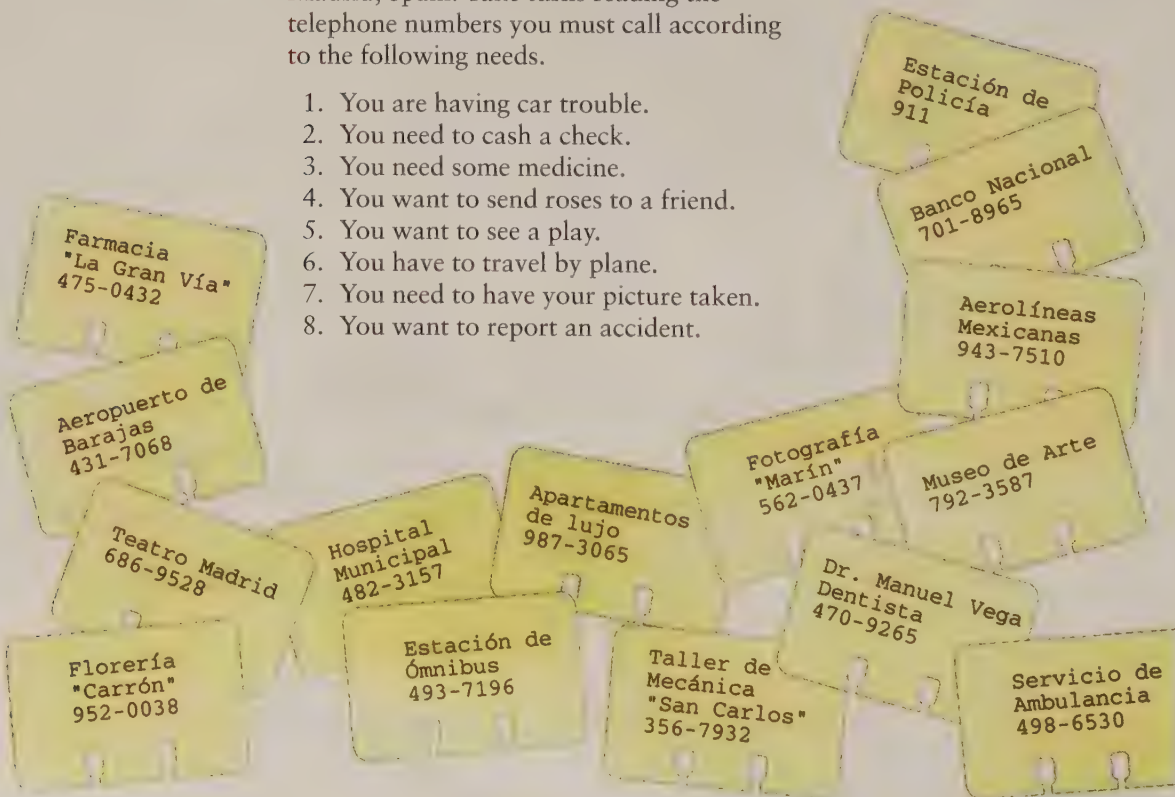 telephone numbers you must call according
to the following needs.
1. You are having car trouble.
2. You need to cash a check.
3. You need some medicine.
4. You want to send roses to a friend.
5. You want to see a play.
6. You have to travel by plane.
7. You need to have your picture taken.
8. You want to report an accident.
Estación de
Policía
911
Banco Nacional
701-8965
Farmacia
"La Gran Vía"
475-0432
Aerolíneas
Mexicanas
943-7510
Aeropuerto de
Barajas
431-7068
Fotografía
"Marín"
562-0437
Museo de Arte
792-3587
Teatro Madrid
686-9528
Hospital
Municipal
482-3157
Apartamentos
de lujo
987-3065
Dr. Manuel Vega
Dentista
470-9265
Florería
"Carrón"
952-0038
Estación de
Ómnibus
493-7196
Taller de
Mecánica
"San Carlos"
356-7932
Servicio de
Ambulancia
498-6530